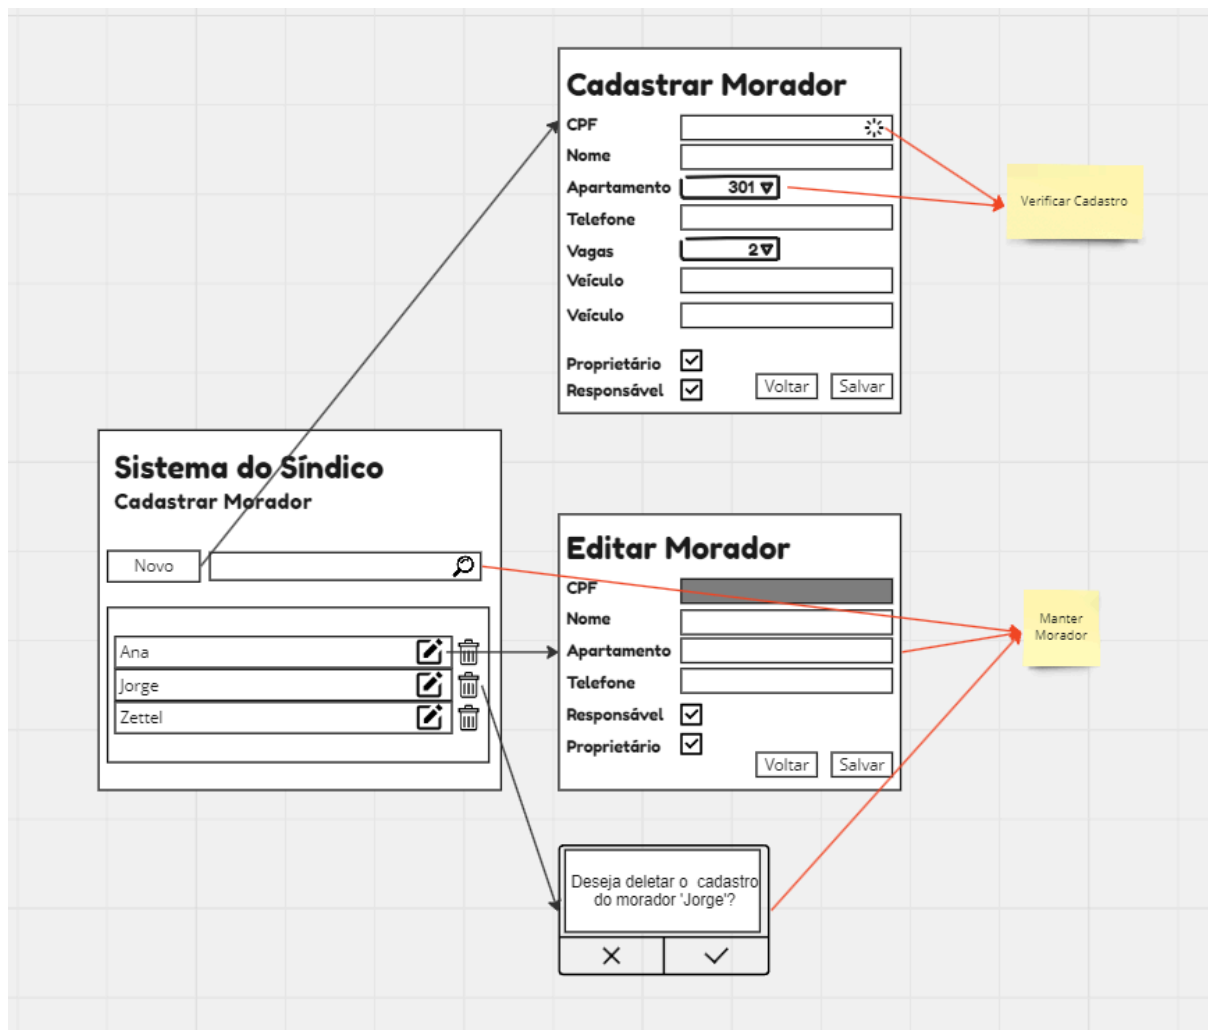 Cadastrar Morador
CPF
Nome
Apartamento 301
Telefone
Vagas 2
Veículo
Veículo
Proprietário
Responsável
Voltar Salvar
Verificar Cadastro
Sistema do Síndico
Cadastrar Morador
Novo
Ana
Jorge
Zettel
Editar Morador
CPF
Nome
Apartamento
Telefone
Responsável
Proprietário
Voltar Salvar
Manter
Morador
Deseja deletar o cadastro
do morador 'Jorge'?